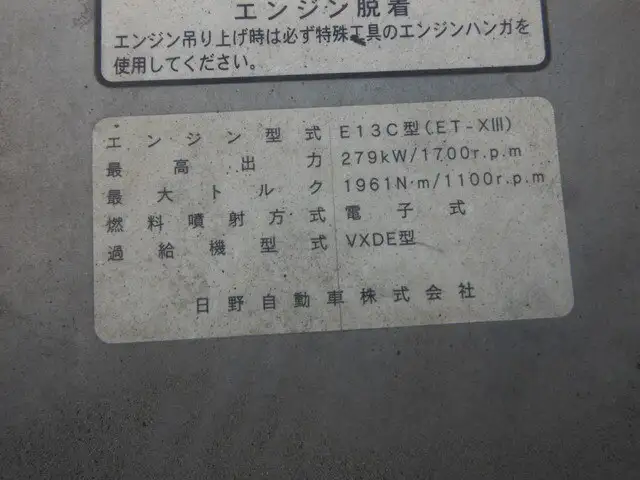 エンジン脱着
エンジン吊り上げ時は必ず特殊工具のエンジンハンガを
使用してください。
エンジン型式 E13C型(ET-XIII)
最高出力 279kW/1700r.p.m
最大トルク 1961N·m/1100r.p.m
燃料噴射方式 電子式
過給機型式 VXDE型
日野自動車株式会社